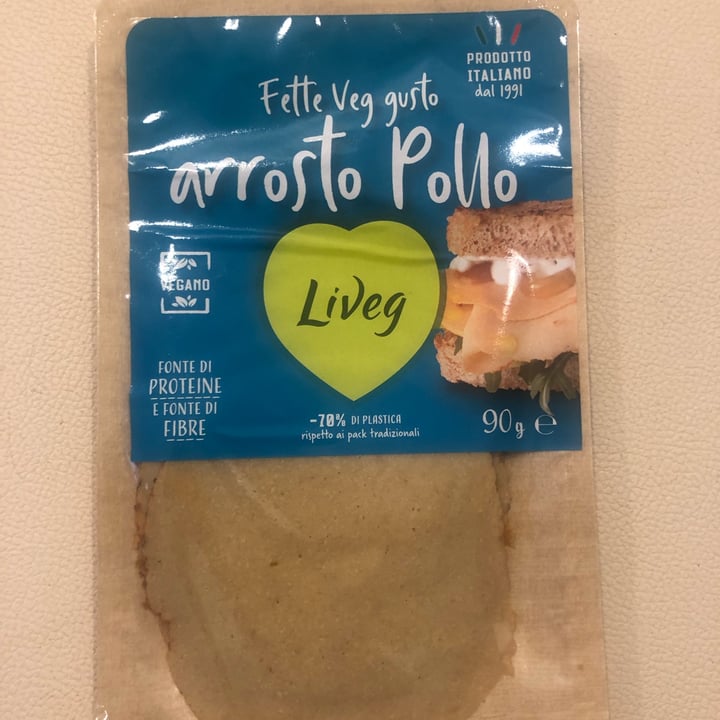 PRODOTTO
ITALIANO
dal 1991
Fette Veg gusto
arrosto Pollo
VEGANO
LiVeg
FONTE DI
PROTEINE
E FONTE DI
FIBRE
-70% DI PLASTICA
rispetto ai pack tradizionali
90g ℮